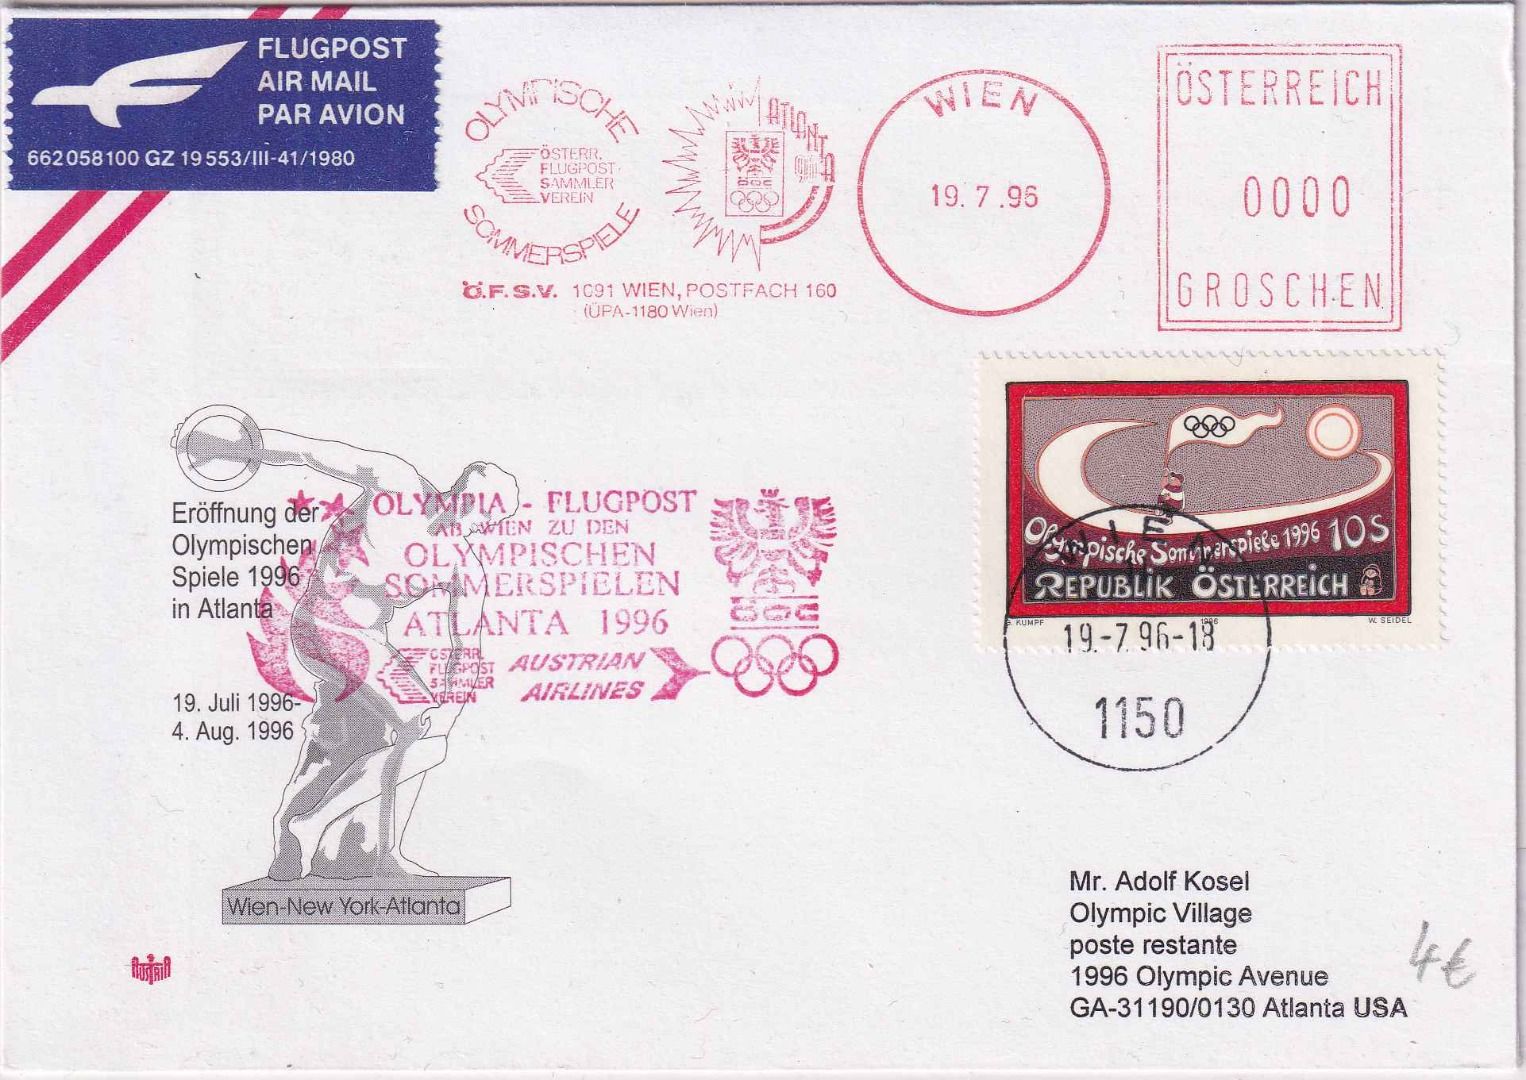 FLUGPOST
AIR MAIL
PAR AVION
662058100 GZ 19553/III-41/1980
OLYMPISCHE
ÖSTERR.
FLUGPOST-
SAMMLER
VEREIN
SOMMERSPIELE
ATLANTA
Ö.F.S.V. 1091 WIEN, POSTFACH 160
(ÜPA-1180 Wien)
WIEN
19.7.96
ÖSTERREICH
0000
GROSCHEN
Olympische Sommerspiele 1996 10S
REPUBLIK ÖSTERREICH
G. KUMPF 1996 W. SEIDEL
WIEN
19-7.96-18
1150
Eröffnung der
Olympischen
Spiele 1996
in Atlanta
19. Juli 1996-
4. Aug. 1996
OLYMPIA - FLUGPOST
AB WIEN ZU DEN
OLYMPISCHEN
SOMMERSPIELEN
ATLANTA 1996
ÖSTERR.
FLUGPOST
SAMMLER
VEREIN
AUSTRIAN
AIRLINES
Wien-New York-Atlanta
AUSTRIA
Mr. Adolf Kosel
Olympic Village
poste restante
1996 Olympic Avenue
GA-31190/0130 Atlanta USA
4€